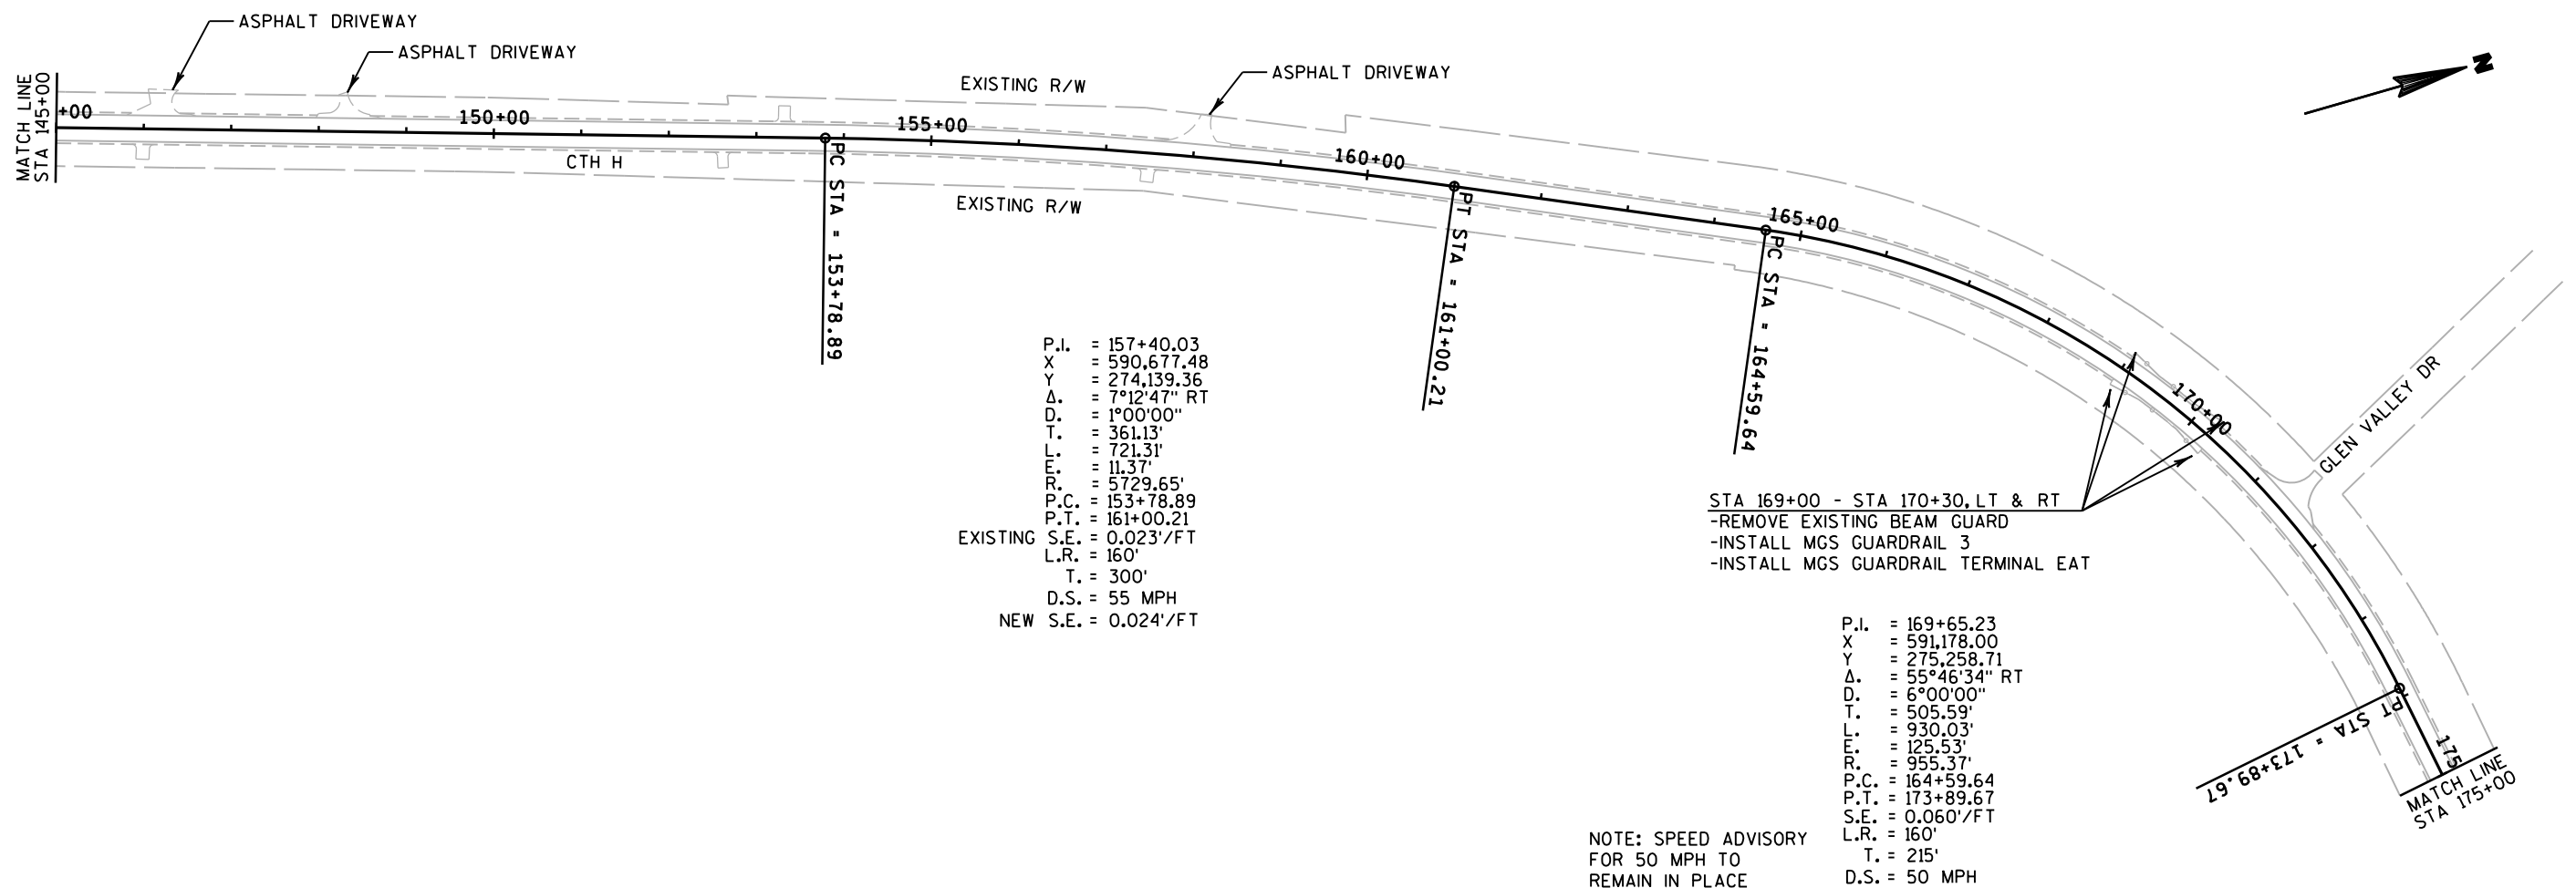 ASPHALT DRIVEWAY
ASPHALT DRIVEWAY
ASPHALT DRIVEWAY
N
MATCH LINE
STA 145+00
+00
150+00
155+00
160+00
165+00
170+00
175
EXISTING R/W
CTH H
EXISTING R/W
PC STA = 153+78.89
PT STA = 161+00.21
PC STA = 164+59.64
PT STA = 173+89.67
GLEN VALLEY DR
MATCH LINE
STA 175+00
P.I. = 157+40.03
X = 590,677.48
Y = 274,139.36
Δ. = 7°12'47" RT
D. = 1°00'00"
T. = 361.13'
L. = 721.31'
E. = 11.37'
R. = 5729.65'
P.C. = 153+78.89
P.T. = 161+00.21
EXISTING S.E. = 0.023'/FT
L.R. = 160'
T. = 300'
D.S. = 55 MPH
NEW S.E. = 0.024'/FT
STA 169+00 - STA 170+30, LT & RT
-REMOVE EXISTING BEAM GUARD
-INSTALL MGS GUARDRAIL 3
-INSTALL MGS GUARDRAIL TERMINAL EAT
P.I. = 169+65.23
X = 591,178.00
Y = 275,258.71
Δ. = 55°46'34" RT
D. = 6°00'00"
T. = 505.59'
L. = 930.03'
E. = 125.53'
R. = 955.37'
P.C. = 164+59.64
P.T. = 173+89.67
S.E. = 0.060'/FT
L.R. = 160'
T. = 215'
D.S. = 50 MPH
NOTE: SPEED ADVISORY
FOR 50 MPH TO
REMAIN IN PLACE